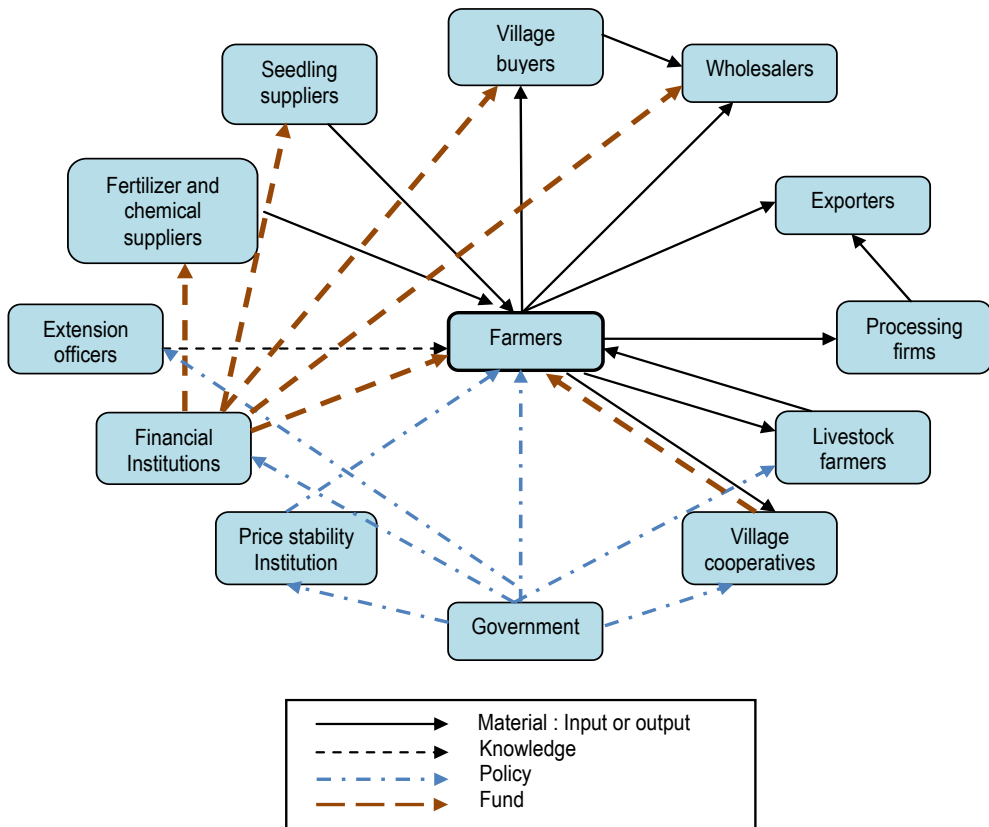 Village
buyers
Wholesalers
Seedling
suppliers
Fertilizer and
chemical
suppliers
Exporters
Extension
officers
Farmers
Processing
firms
Financial
Institutions
Livestock
farmers
Price stability
Institution
Village
cooperatives
Government
Material : Input or output
Knowledge
Policy
Fund